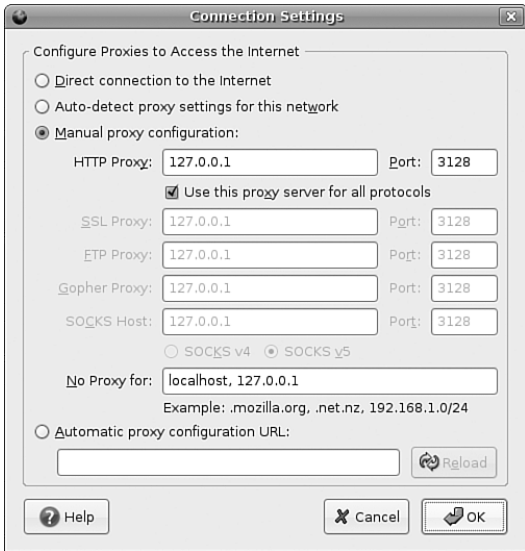 Connection Settings
Configure Proxies to Access the Internet
Direct connection to the Internet
Auto-detect proxy settings for this network
Manual proxy configuration:
HTTP Proxy: 127.0.0.1 Port: 3128
Use this proxy server for all protocols
SSL Proxy: 127.0.0.1 Port: 3128
FTP Proxy: 127.0.0.1 Port: 3128
Gopher Proxy: 127.0.0.1 Port: 3128
SOCKS Host: 127.0.0.1 Port: 3128
SOCKS v4 SOCKS v5
No Proxy for: localhost, 127.0.0.1
Example: .mozilla.org, .net.nz, 192.168.1.0/24
Automatic proxy configuration URL:
Reload
Help Cancel OK